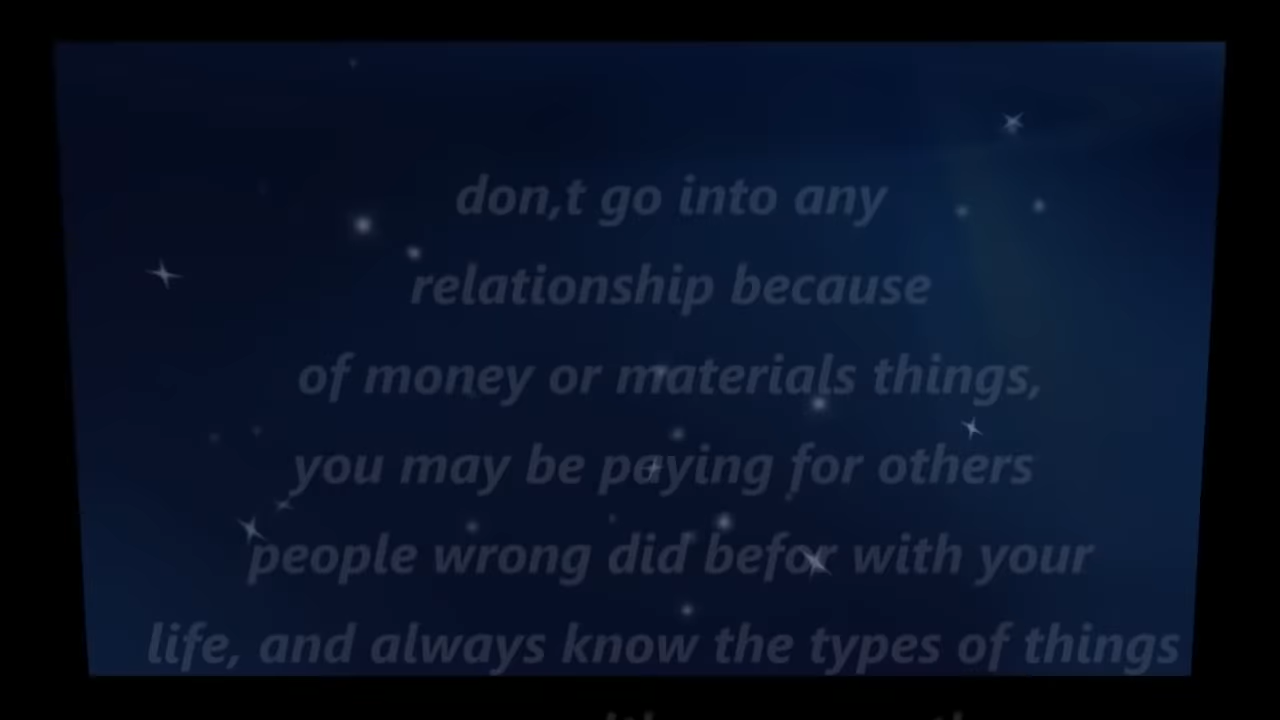 don,t go into any
relationship because
of money or materials things,
you may be paying for others
people wrong did befor with your
life, and always know the types of things